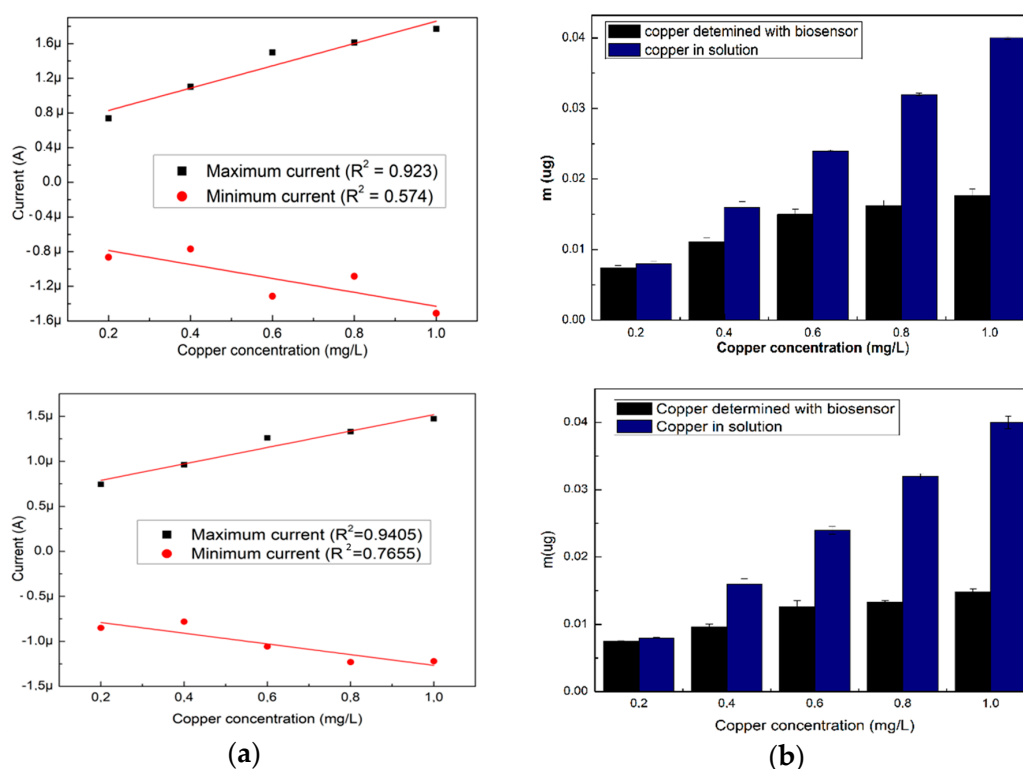 1.6µ
1.2µ
0.8µ
0.4µ
0.0
-0.4µ
-0.8µ
-1.2µ
-1.6µ
Current (A)
Maximum current (R² = 0.923)
Minimum current (R² = 0.574)
0.2 0.4 0.6 0.8 1.0
Copper concentration (mg/L)
0.04
0.03
0.02
0.01
0.00
m (ug)
copper detemined with biosensor
copper in solution
0.2 0.4 0.6 0.8 1.0
Copper concentration (mg/L)
1.5µ
1.0µ
0.5µ
0.0
-0.5µ
-1.0µ
-1.5µ
Current (A)
Maximum current (R²=0.9405)
Minimum current (R²=0.7655)
0,2 0,4 0,6 0,8 1,0
Copper concentration (mg/L)
0.04
0.03
0.02
0.01
0.00
m(ug)
Copper determined with biosensor
Copper in solution
0.2 0.4 0.6 0.8 1.0
Copper concentration (mg/L)
(a)
(b)